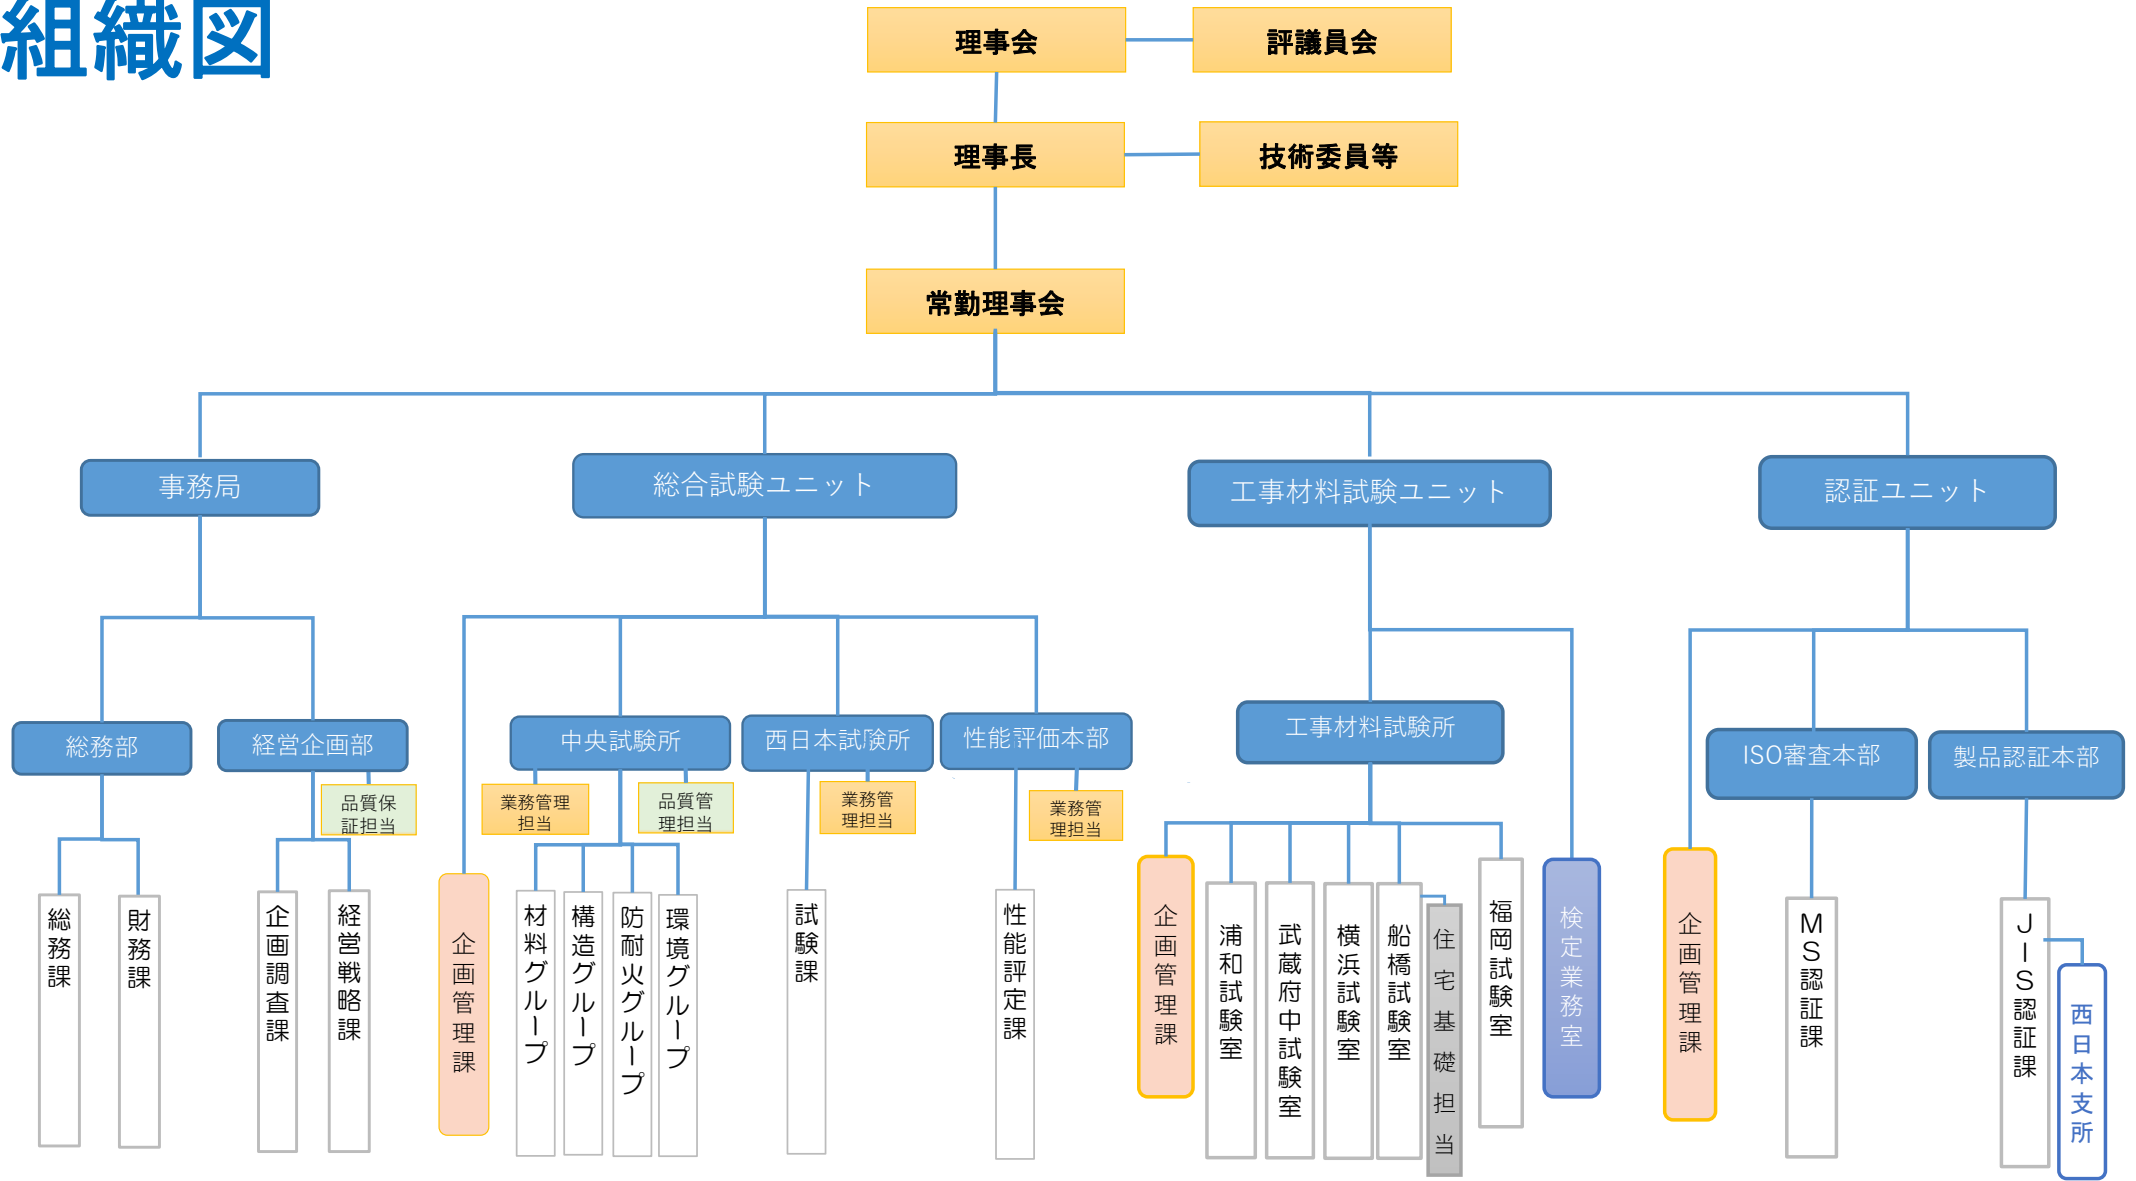 組織図
理事会
評議員会
理事長
技術委員等
常勤理事会
事務局
総合試験ユニット
工事材料試験ユニット
認証ユニット
総務部
経営企画部
中央試験所
西日本試験所
性能評価本部
工事材料試験所
ISO審査本部
製品認証本部
品質保
証担当
業務管理
担当
品質管
理担当
業務管
理担当
業務管
理担当
総務課
財務課
企画調査課
経営戦略課
企画管理課
材料グループ
構造グループ
防耐火グループ
環境グループ
試験課
性能評定課
企画管理課
浦和試験室
武蔵府中試験室
横浜試験室
船橋試験室
住宅基礎担当
福岡試験室
検定業務室
企画管理課
MS認証課
JIS認証課
西日本支所